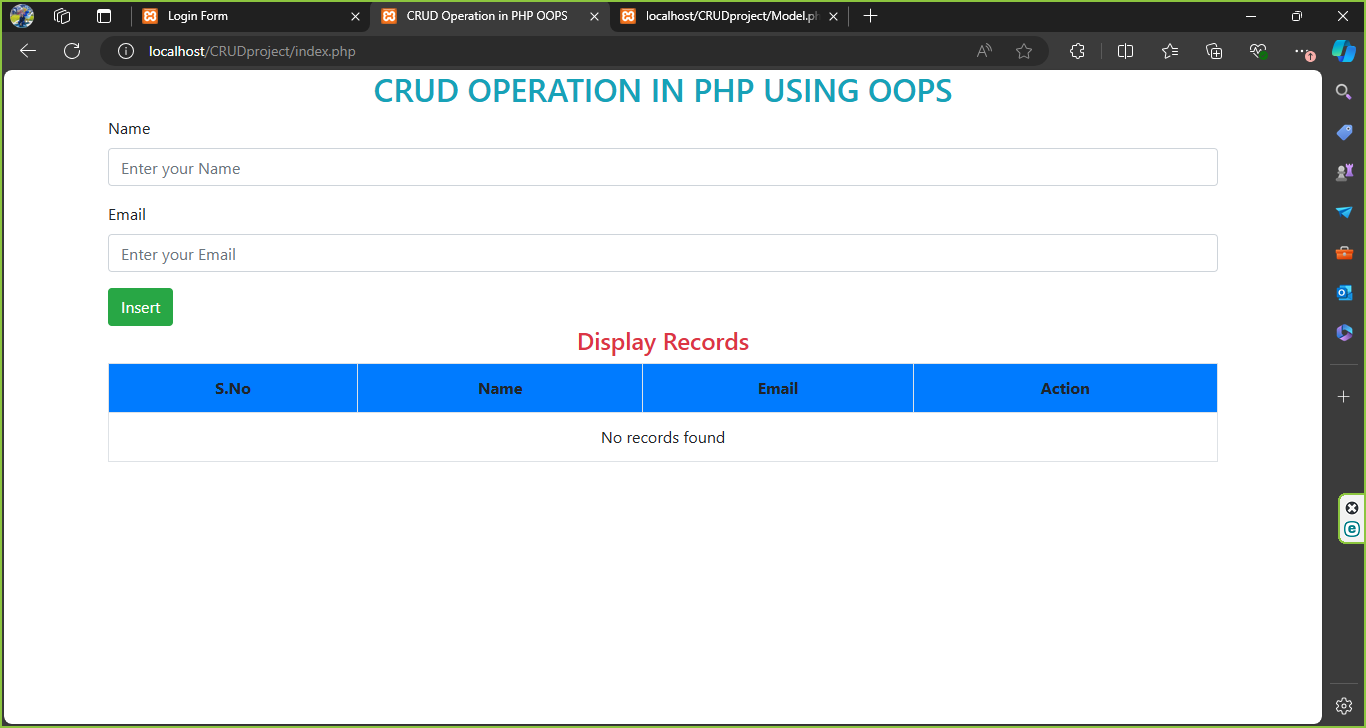 Login Form
CRUD Operation in PHP OOPS
localhost/CRUDproject/Model.ph
localhost/CRUDproject/index.php
CRUD OPERATION IN PHP USING OOPS
Name
Enter your Name
Email
Enter your Email
Insert
Display Records
S.No Name Email Action
No records found